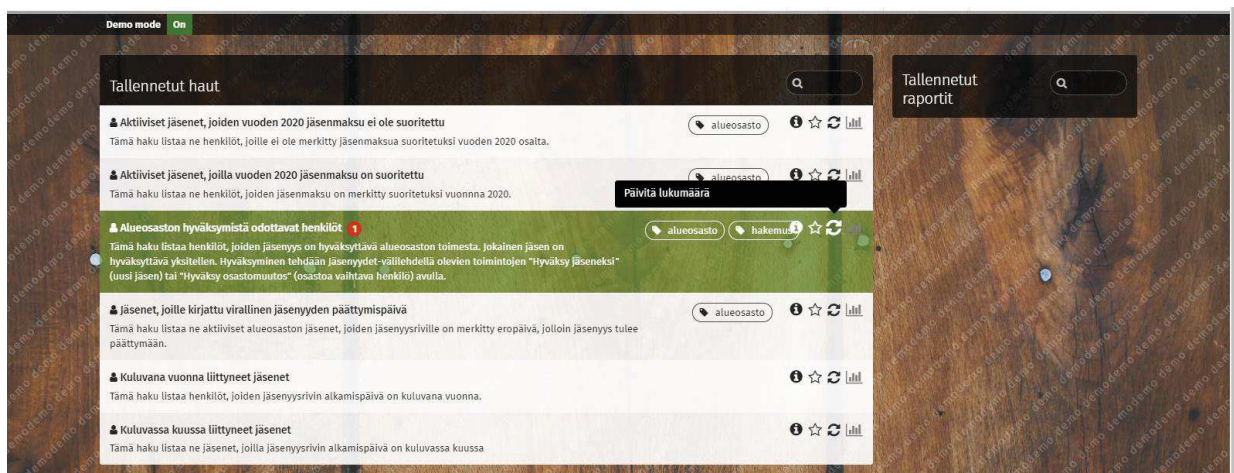 Demo mode On
Tallennetut haut
Tallennetut
raportit
Aktiiviset jäsenet, joiden vuoden 2020 jäsenmaksu ei ole suoritettu
alueosasto
Tämä haku listaa ne henkilöt, joille ei ole merkitty jäsenmaksua suoritetuksi vuoden 2020 osalta.
Aktiiviset jäsenet, joilla vuoden 2020 jäsenmaksu on suoritettu
alueosasto
Tämä haku listaa ne henkilöt, joiden jäsenmaksu on merkitty suoritetuksi vuonnna 2020.
Päivitä lukumäärä
Alueosaston hyväksymistä odottavat henkilöt 1
alueosasto hakemus
Tämä haku listaa henkilöt, joiden jäsenyys on hyväksyttävä alueosaston toimesta. Jokainen jäsen on
hyväksyttävä yksitellen. Hyväksyminen tehdään Jäsenyydet-välilehdellä olevien toimintojen "Hyväksy jäseneksi"
(uusi jäsen) tai "Hyväksy osastomuutos" (osastoa vaihtava henkilö) avulla.
Jäsenet, joille kirjattu virallinen jäsenyyden päättymispäivä
alueosasto
Tämä haku listaa ne aktiiviset alueosaston jäsenet, joiden jäsenyysriville on merkitty eropäivä, jolloin jäsenyys tulee
päättymään.
Kuluvana vuonna liittyneet jäsenet
Tämä haku listaa henkilöt, joiden jäsenyysrivin alkamispäivä on kuluvana vuonna.
Kuluvassa kuussa liittyneet jäsenet
Tämä haku listaa ne jäsenet, joilla jäsenyysrivin alkamispäivä on kuluvassa kuussa